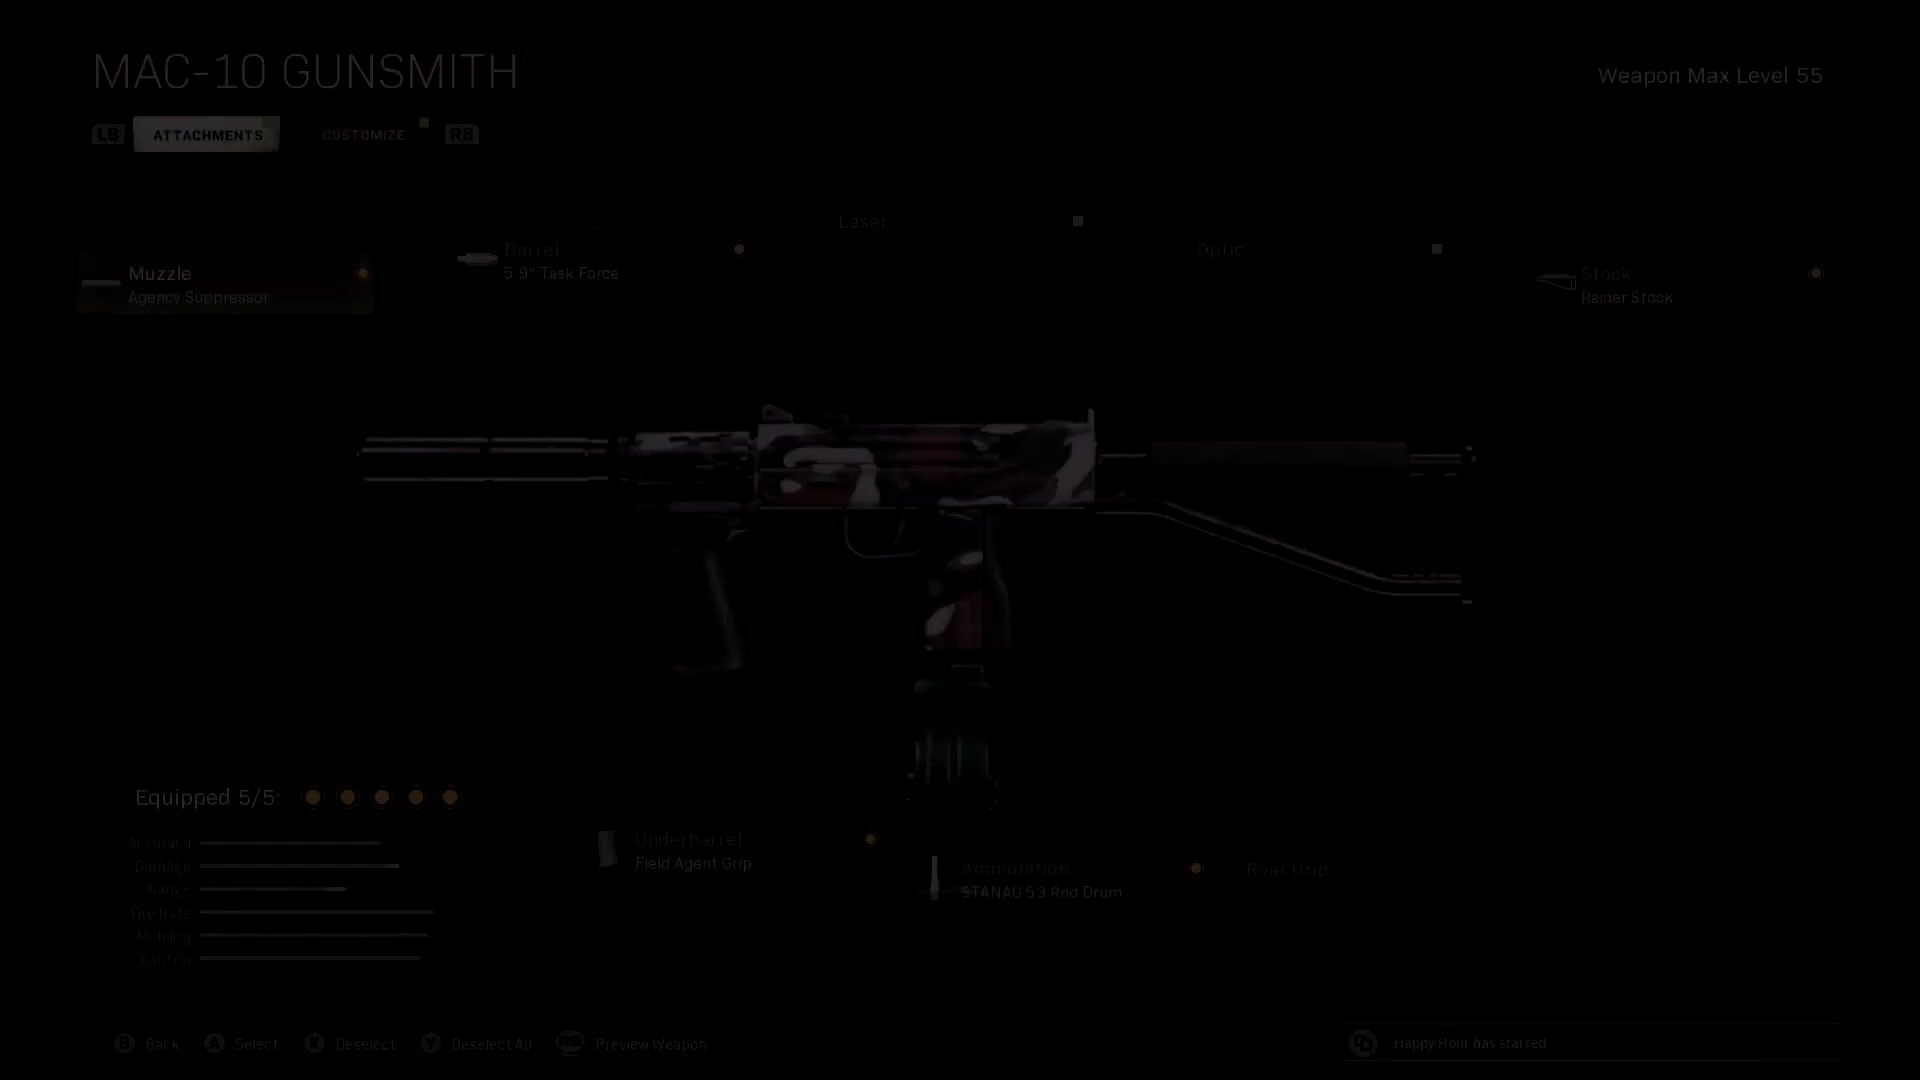 MAC-10 GUNSMITH
Weapon Max Level 55
LB ATTACHMENTS CUSTOMIZE RB
Laser
Barrel
5.9" Task Force
Optic
Muzzle
Agency Suppressor
Stock
Raider Stock
Equipped 5/5:
Accuracy
Damage
Range
Fire Rate
Mobility
Control
Underbarrel
Field Agent Grip
Ammunition
STANAG 53 Rnd Drum
Rear Grip
B Back A Select X Deselect Y Deselect All Preview Weapon
Happy Hour has started